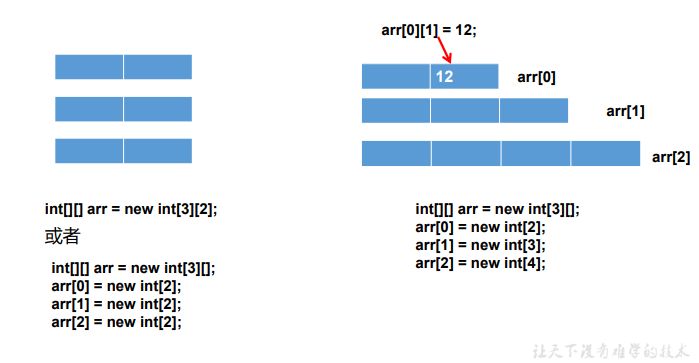 arr[0][1] = 12;
12
arr[0]
arr[1]
arr[2]
int[][] arr = new int[3][2];
或者
int[][] arr = new int[3][];
arr[0] = new int[2];
arr[1] = new int[2];
arr[2] = new int[2];
int[][] arr = new int[3][];
arr[0] = new int[2];
arr[1] = new int[3];
arr[2] = new int[4];
让天下没有难学的技术